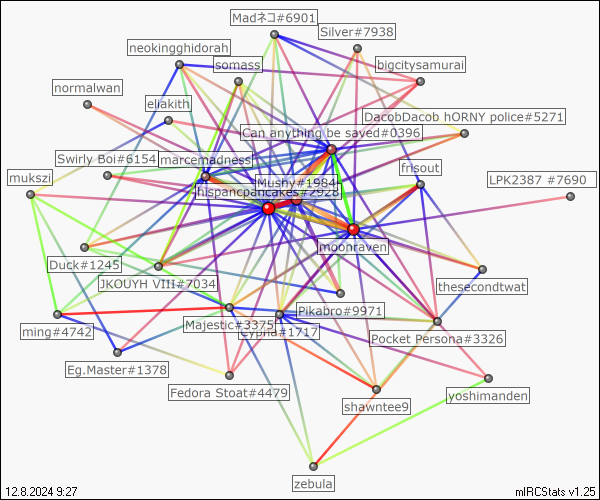 Madネコ#6901
Silver#7938
neokingghidorah
somass
bigcitysamurai
normalwan
eliakith
DacobDacob hORNY police#5271
Can anything be saved#0396
Swirly Boi#6154
marcemadness
frisout
mukszi
Mushy#1984
LPK2387 #7690
hispancpancakes#2928
moonraven
Duck#1245
JKOUYH VIII#7034
thesecondtwat
Pikabro#9971
ming#4742
Majestic#3375
Cypha#1717
Pocket Persona#3326
Eg.Master#1378
Fedora Stoat#4479
shawntee9
yoshimanden
zebula
12.8.2024 9:27
mIRCStats v1.25